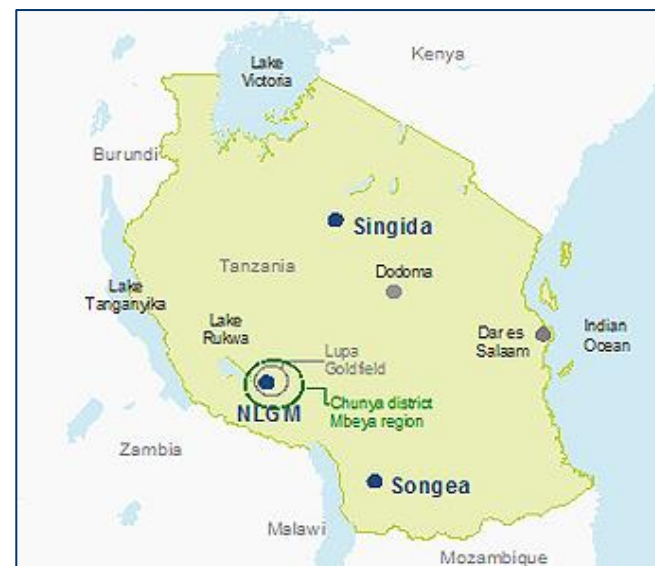 Kenya
Lake
Victoria
Burundi
Singida
Tanzania
Dodoma
Lake
Tanganyika
Lake
Rukwa
Dar es
Salaam
Indian
Ocean
Lupa
Goldfield
NLGM
Chunya district
Mbeya region
Zambia
Songea
Malawi
Mozambique